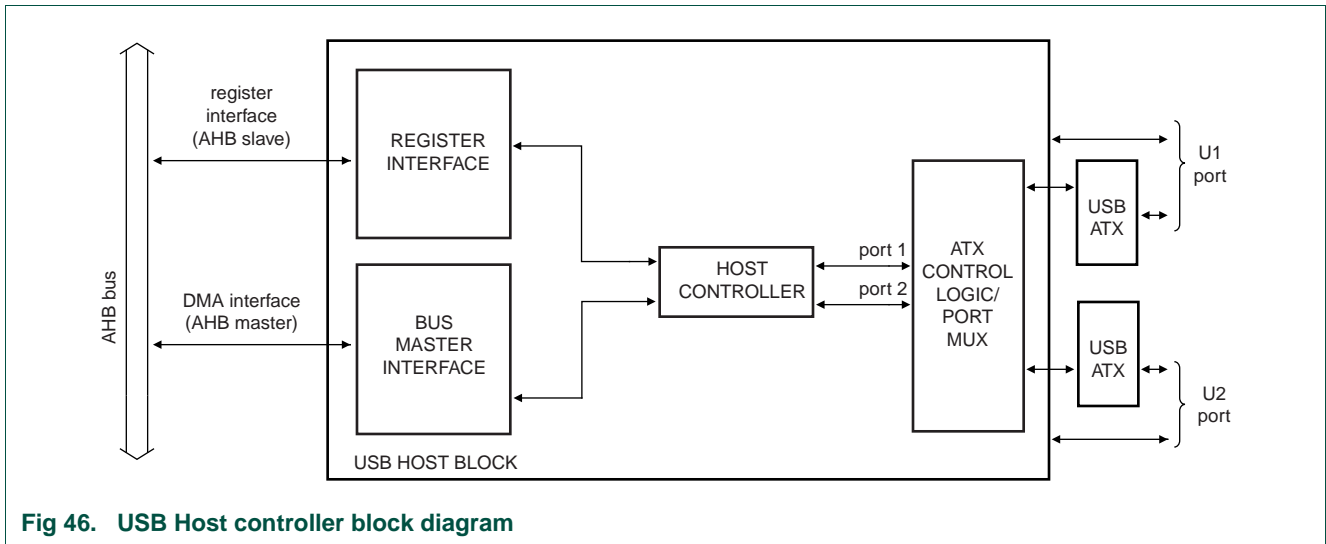 register
interface
(AHB slave)
REGISTER
INTERFACE
AHB bus
DMA interface
(AHB master)
BUS
MASTER
INTERFACE
USB HOST BLOCK
HOST
CONTROLLER
port 1
port 2
ATX
CONTROL
LOGIC/
PORT
MUX
USB
ATX
U1
port
USB
ATX
U2
port
Fig 46. USB Host controller block diagram